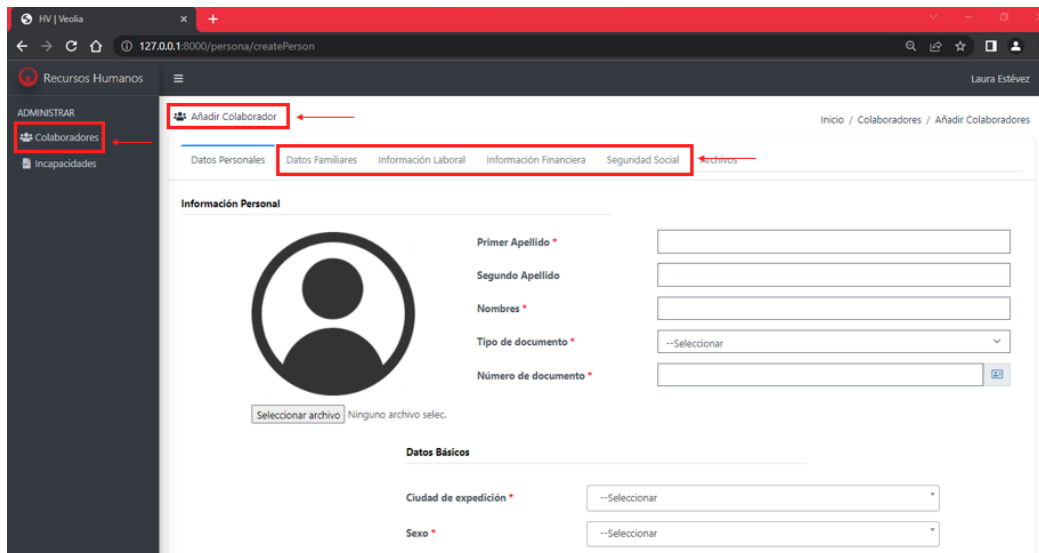 HV | Veolia
127.0.0.1:8000/persona/createPerson
Recursos Humanos
Laura Estévez
ADMINISTRAR
Colaboradores
Incapacidades
Añadir Colaborador
Inicio / Colaboradores / Añadir Colaboradores
Datos Personales Datos Familiares Información Laboral Información Financiera Seguridad Social Archivos
Información Personal
Primer Apellido *
Segundo Apellido
Nombres *
Tipo de documento * --Seleccionar
Número de documento *
Seleccionar archivo Ninguno archivo selec.
Datos Básicos
Ciudad de expedición * --Seleccionar
Sexo * --Seleccionar